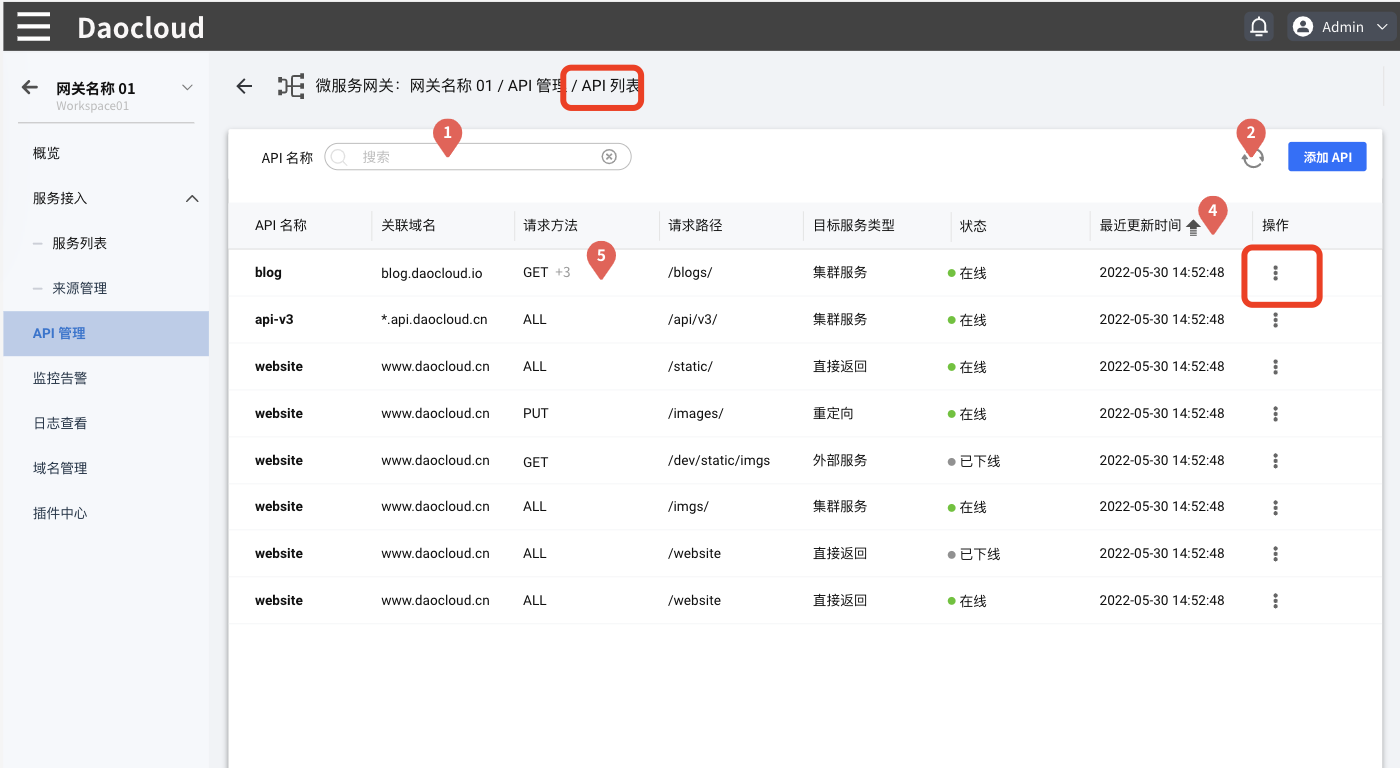 Daocloud
Admin
网关名称 01
Workspace01
概览
服务接入
服务列表
来源管理
API 管理
监控告警
日志查看
域名管理
插件中心
微服务网关：网关名称 01 / API 管理 / API 列表
1
2
API 名称 搜索 添加 API
4
API 名称 关联域名 请求方法 请求路径 目标服务类型 状态 最近更新时间 操作
5
blog blog.daocloud.io GET +3 /blogs/ 集群服务 在线 2022-05-30 14:52:48
api-v3 *.api.daocloud.cn ALL /api/v3/ 集群服务 在线 2022-05-30 14:52:48
website www.daocloud.cn ALL /static/ 直接返回 在线 2022-05-30 14:52:48
website www.daocloud.cn PUT /images/ 重定向 在线 2022-05-30 14:52:48
website www.daocloud.cn GET /dev/static/imgs 外部服务 已下线 2022-05-30 14:52:48
website www.daocloud.cn ALL /imgs/ 集群服务 在线 2022-05-30 14:52:48
website www.daocloud.cn ALL /website 直接返回 已下线 2022-05-30 14:52:48
website www.daocloud.cn ALL /website 直接返回 在线 2022-05-30 14:52:48